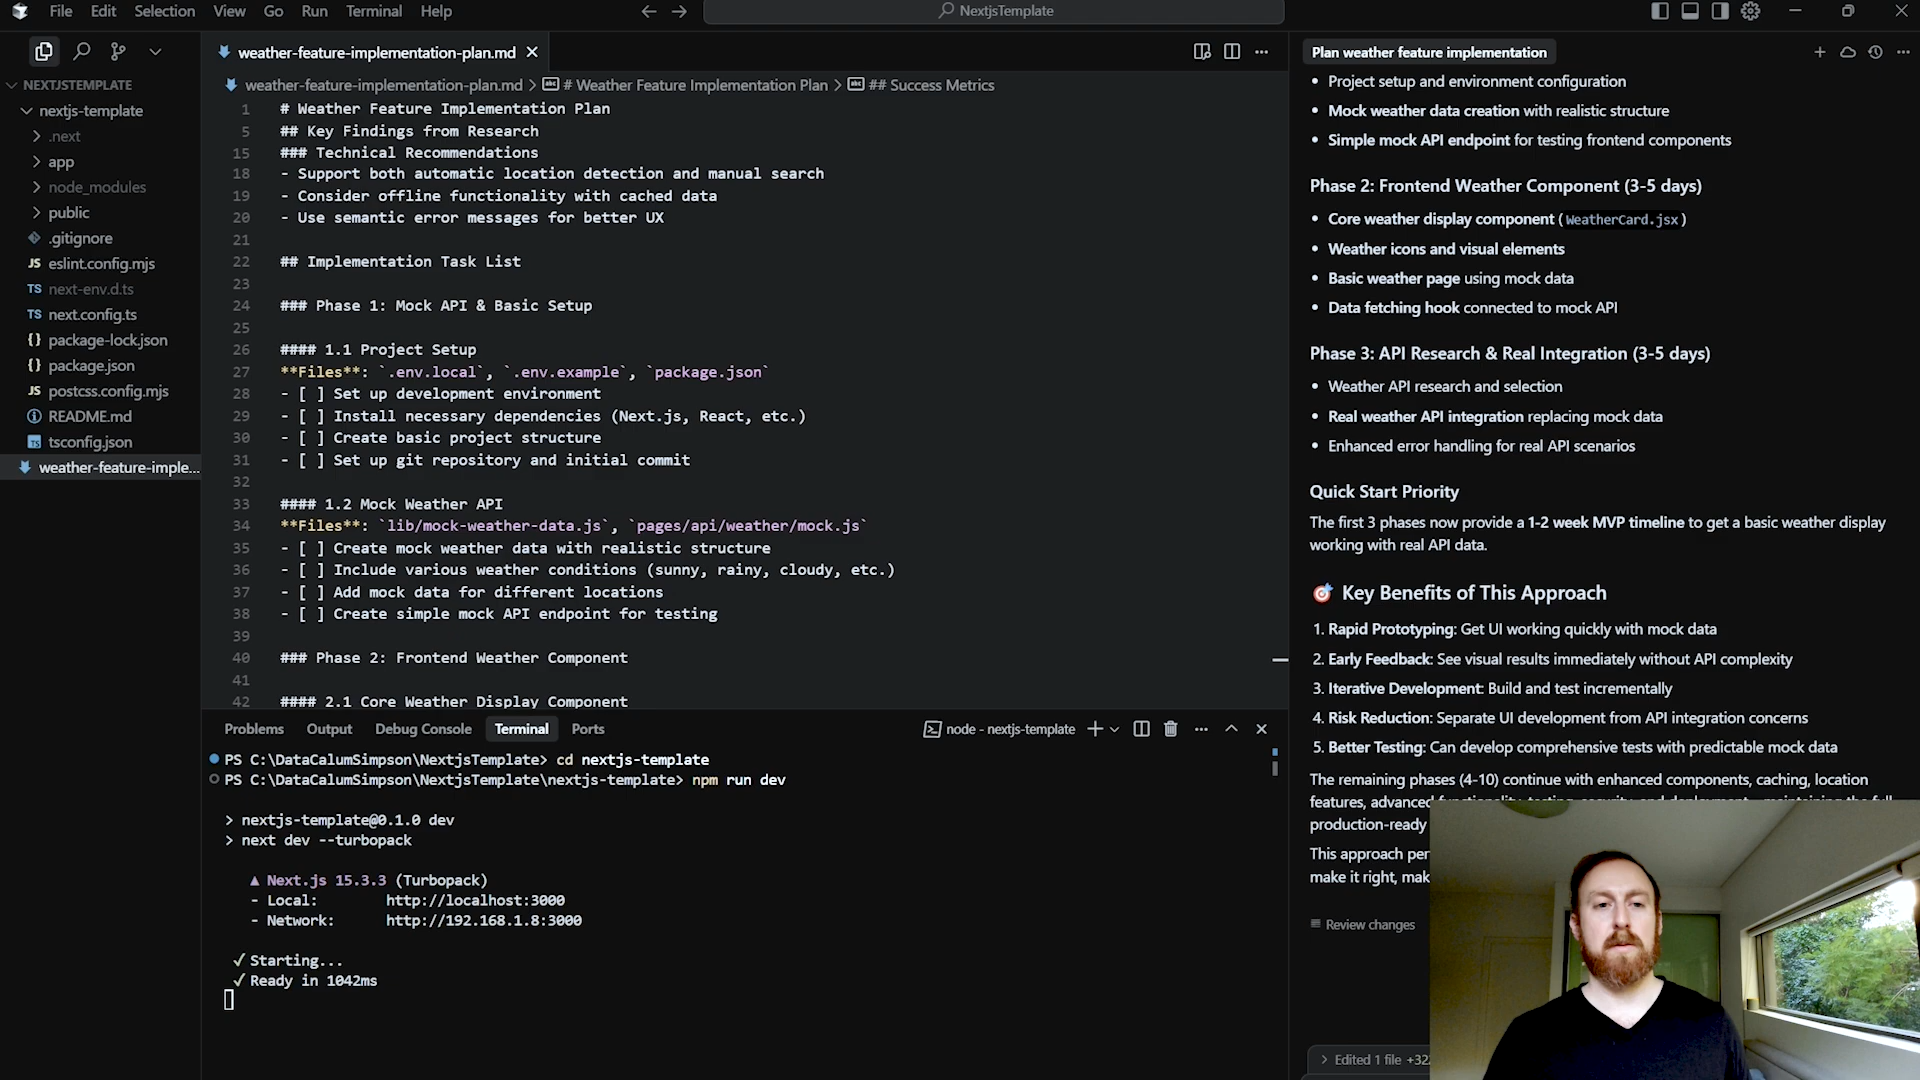 File Edit Selection View Go Run Terminal Help
NextjsTemplate
NEXTJSTEMPLATE
nextjs-template
.next
app
node_modules
public
.gitignore
JS eslint.config.mjs
TS next-env.d.ts
TS next.config.ts
{} package-lock.json
{} package.json
JS postcss.config.mjs
README.md
tsconfig.json
weather-feature-imple...
weather-feature-implementation-plan.md
weather-feature-implementation-plan.md > # Weather Feature Implementation Plan > ## Success Metrics
1 # Weather Feature Implementation Plan
5 ## Key Findings from Research
15 ### Technical Recommendations
18 - Support both automatic location detection and manual search
19 - Consider offline functionality with cached data
20 - Use semantic error messages for better UX
21
22 ## Implementation Task List
23
24 ### Phase 1: Mock API & Basic Setup
25
26 #### 1.1 Project Setup
27 **Files**: `.env.local`, `.env.example`, `package.json`
28 - [ ] Set up development environment
29 - [ ] Install necessary dependencies (Next.js, React, etc.)
30 - [ ] Create basic project structure
31 - [ ] Set up git repository and initial commit
32
33 #### 1.2 Mock Weather API
34 **Files**: `lib/mock-weather-data.js`, `pages/api/weather/mock.js`
35 - [ ] Create mock weather data with realistic structure
36 - [ ] Include various weather conditions (sunny, rainy, cloudy, etc.)
37 - [ ] Add mock data for different locations
38 - [ ] Create simple mock API endpoint for testing
39
40 ### Phase 2: Frontend Weather Component
41
42 #### 2.1 Core Weather Display Component
Problems Output Debug Console Terminal Ports
node - nextjs-template
PS C:\DataCalumSimpson\NextjsTemplate> cd nextjs-template
PS C:\DataCalumSimpson\NextjsTemplate\nextjs-template> npm run dev
> nextjs-template@0.1.0 dev
> next dev --turbopack
▲ Next.js 15.3.3 (Turbopack)
- Local: http://localhost:3000
- Network: http://192.168.1.8:3000
✓ Starting...
✓ Ready in 1042ms
Plan weather feature implementation
• Project setup and environment configuration
• Mock weather data creation with realistic structure
• Simple mock API endpoint for testing frontend components
Phase 2: Frontend Weather Component (3-5 days)
• Core weather display component (WeatherCard.jsx)
• Weather icons and visual elements
• Basic weather page using mock data
• Data fetching hook connected to mock API
Phase 3: API Research & Real Integration (3-5 days)
• Weather API research and selection
• Real weather API integration replacing mock data
• Enhanced error handling for real API scenarios
Quick Start Priority
The first 3 phases now provide a 1-2 week MVP timeline to get a basic weather display
working with real API data.
🎯 Key Benefits of This Approach
1. Rapid Prototyping: Get UI working quickly with mock data
2. Early Feedback: See visual results immediately without API complexity
3. Iterative Development: Build and test incrementally
4. Risk Reduction: Separate UI development from API integration concerns
5. Better Testing: Can develop comprehensive tests with predictable mock data
The remaining phases (4-10) continue with enhanced components, caching, location
features, advanced
production-ready
This approach
make it right,
Review changes
> Edited 1 file